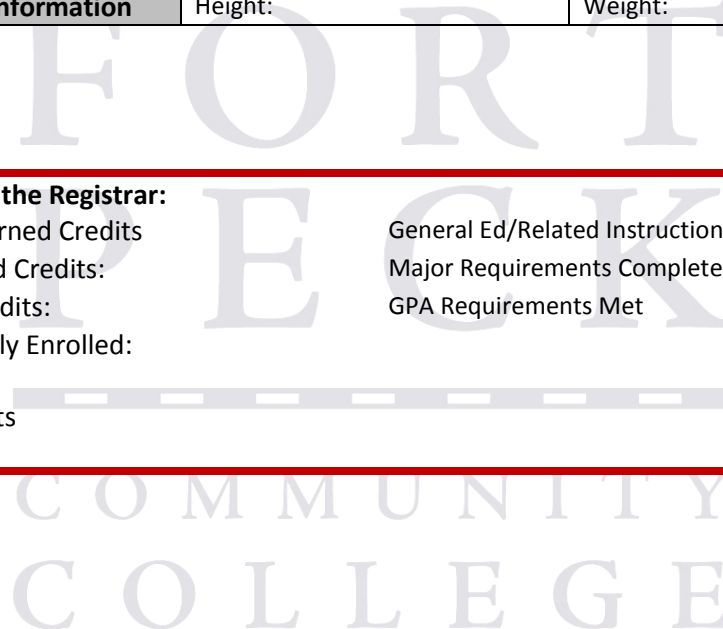 nformation Height: Weight:
FORT
the Registrar:
rned Credits General Ed/Related Instruction
d Credits: Major Requirements Complete
dits: GPA Requirements Met
ly Enrolled:
PECK
ts
COMMUNITY
COLLEGE